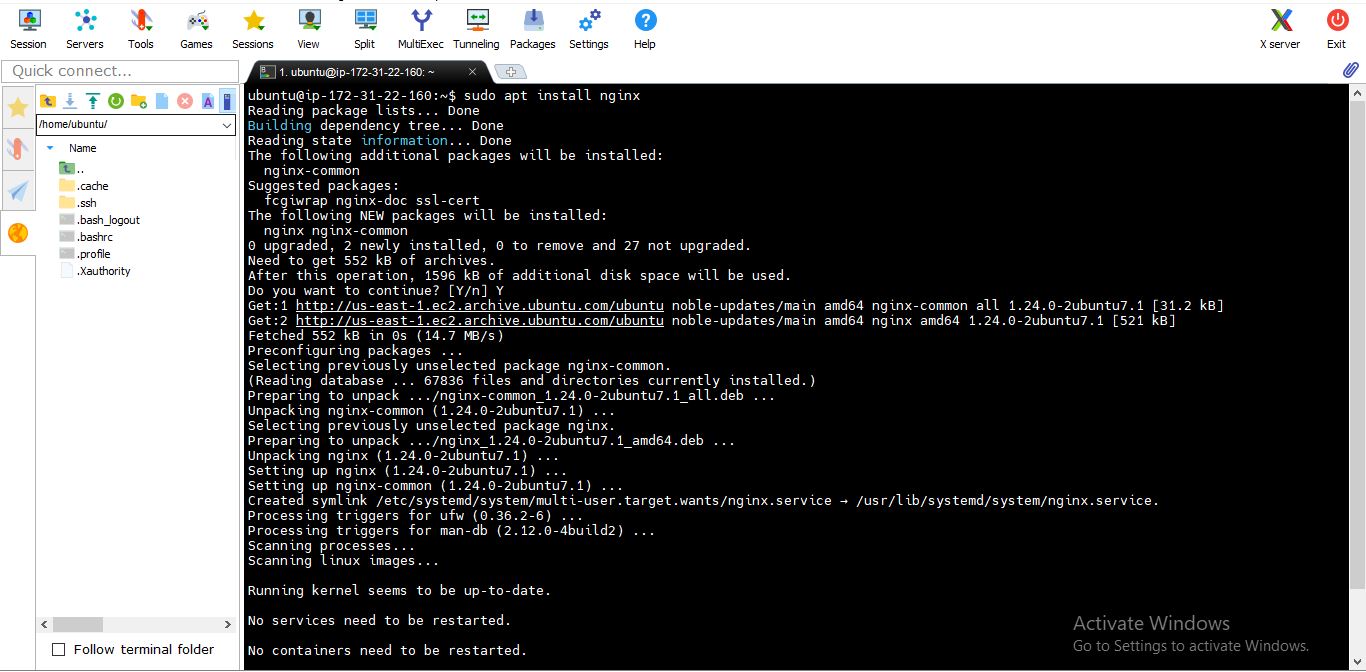 Session Servers Tools Games Sessions View Split MultiExec Tunneling Packages Settings Help X server Exit
Quick connect...
1. ubuntu@ip-172-31-22-160: ~
/home/ubuntu/
Name
..
.cache
.ssh
.bash_logout
.bashrc
.profile
.Xauthority
Follow terminal folder
ubuntu@ip-172-31-22-160:~$ sudo apt install nginx
Reading package lists... Done
Building dependency tree... Done
Reading state information... Done
The following additional packages will be installed:
  nginx-common
Suggested packages:
  fcgiwrap nginx-doc ssl-cert
The following NEW packages will be installed:
  nginx nginx-common
0 upgraded, 2 newly installed, 0 to remove and 27 not upgraded.
Need to get 552 kB of archives.
After this operation, 1596 kB of additional disk space will be used.
Do you want to continue? [Y/n] Y
Get:1 http://us-east-1.ec2.archive.ubuntu.com/ubuntu noble-updates/main amd64 nginx-common all 1.24.0-2ubuntu7.1 [31.2 kB]
Get:2 http://us-east-1.ec2.archive.ubuntu.com/ubuntu noble-updates/main amd64 nginx amd64 1.24.0-2ubuntu7.1 [521 kB]
Fetched 552 kB in 0s (14.7 MB/s)
Preconfiguring packages ...
Selecting previously unselected package nginx-common.
(Reading database ... 67836 files and directories currently installed.)
Preparing to unpack .../nginx-common_1.24.0-2ubuntu7.1_all.deb ...
Unpacking nginx-common (1.24.0-2ubuntu7.1) ...
Selecting previously unselected package nginx.
Preparing to unpack .../nginx_1.24.0-2ubuntu7.1_amd64.deb ...
Unpacking nginx (1.24.0-2ubuntu7.1) ...
Setting up nginx (1.24.0-2ubuntu7.1) ...
Setting up nginx-common (1.24.0-2ubuntu7.1) ...
Created symlink /etc/systemd/system/multi-user.target.wants/nginx.service → /usr/lib/systemd/system/nginx.service.
Processing triggers for ufw (0.36.2-6) ...
Processing triggers for man-db (2.12.0-4build2) ...
Scanning processes...
Scanning linux images...
Running kernel seems to be up-to-date.
No services need to be restarted.
No containers need to be restarted.
Activate Windows
Go to Settings to activate Windows.